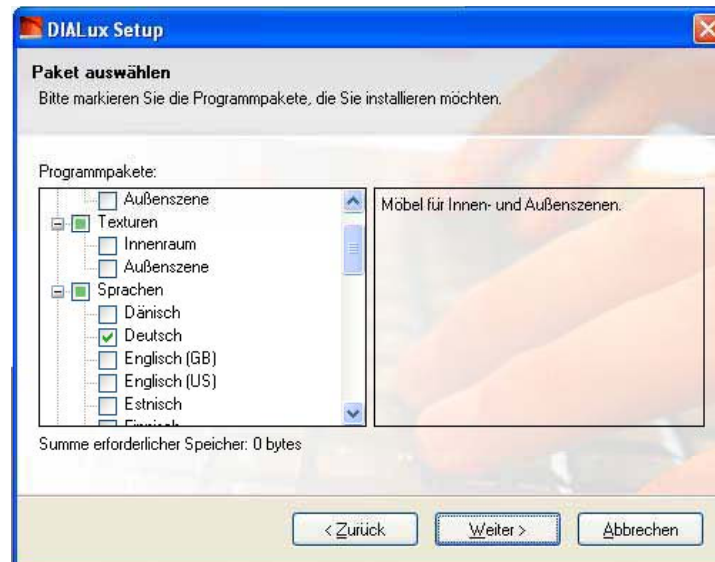 DIALux Setup
Paket auswählen
Bitte markieren Sie die Programmpakete, die Sie installieren möchten.
Programmpakete:
Außenszene
Texturen
Innenraum
Außenszene
Sprachen
Dänisch
Deutsch
Englisch (GB)
Englisch (US)
Estnisch
Möbel für Innen- und Außenszenen.
Summe erforderlicher Speicher: 0 bytes
< Zurück
Weiter >
Abbrechen